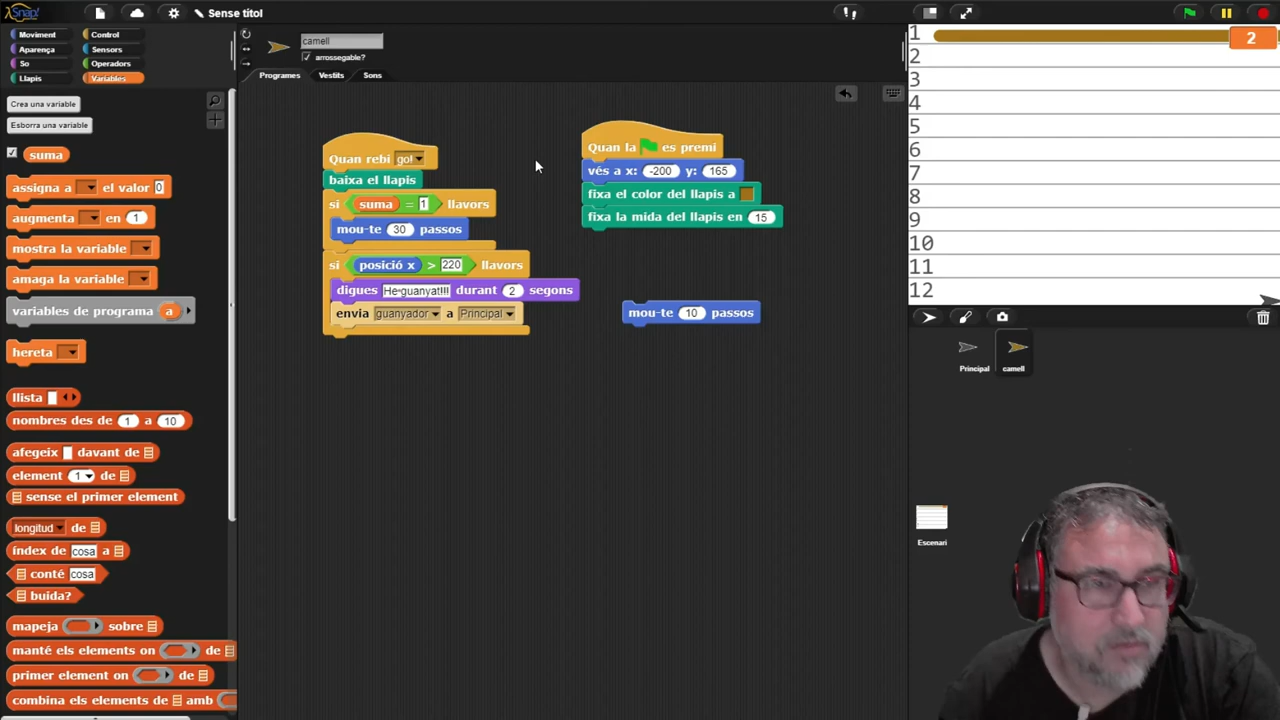 Snap!
Sense títol
Moviment
Control
Aparença
Sensors
So
Operadors
Llapis
Variables
Crea una variable
Esborra una variable
suma
assigna a el valor 0
augmenta en 1
mostra la variable
amaga la variable
variables de programa a
hereta
llista
nombres des de 1 a 10
afegeix davant de
element 1 de
sense el primer element
longitud de
índex de cosa a
conté cosa
buida?
mapeja sobre
manté els elements on de
primer element on de
combina els elements de amb
camell
arrossegable?
Programes
Vestits
Sons
Quan rebi go!
baixa el llapis
si suma = 1 llavors
mou-te 30 passos
si posició x > 220 llavors
digues He guanyat!!! durant 2 segons
envia guanyador a Principal
Quan la es premi
vés a x: -200 y: 165
fixa el color del llapis a
fixa la mida del llapis en 15
mou-te 10 passos
1
2
2
3
4
5
6
7
8
9
10
11
12
Principal
camell
Escenari